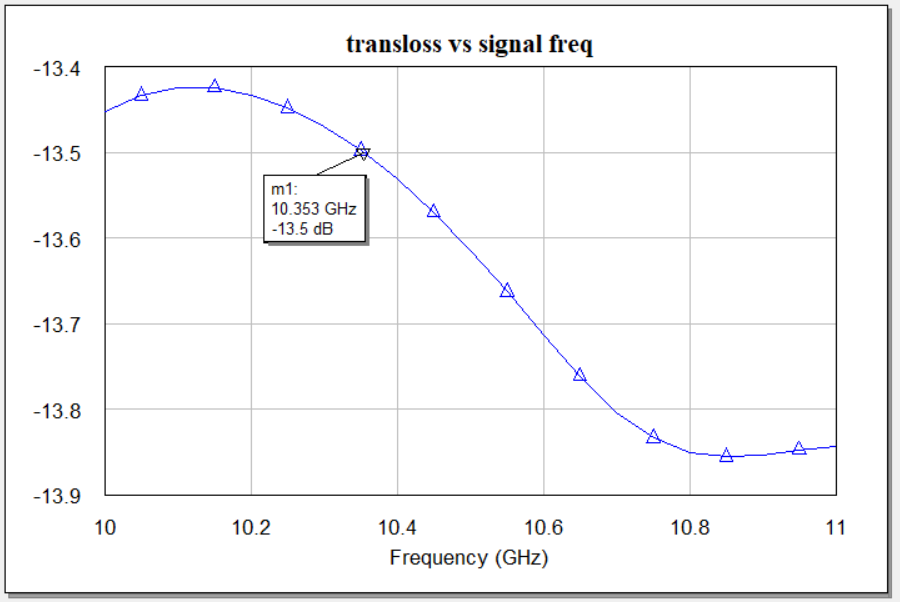 transloss vs signal freq
-13.4
-13.5
-13.6
-13.7
-13.8
-13.9
m1:
10.353 GHz
-13.5 dB
10 10.2 10.4 10.6 10.8 11
Frequency (GHz)